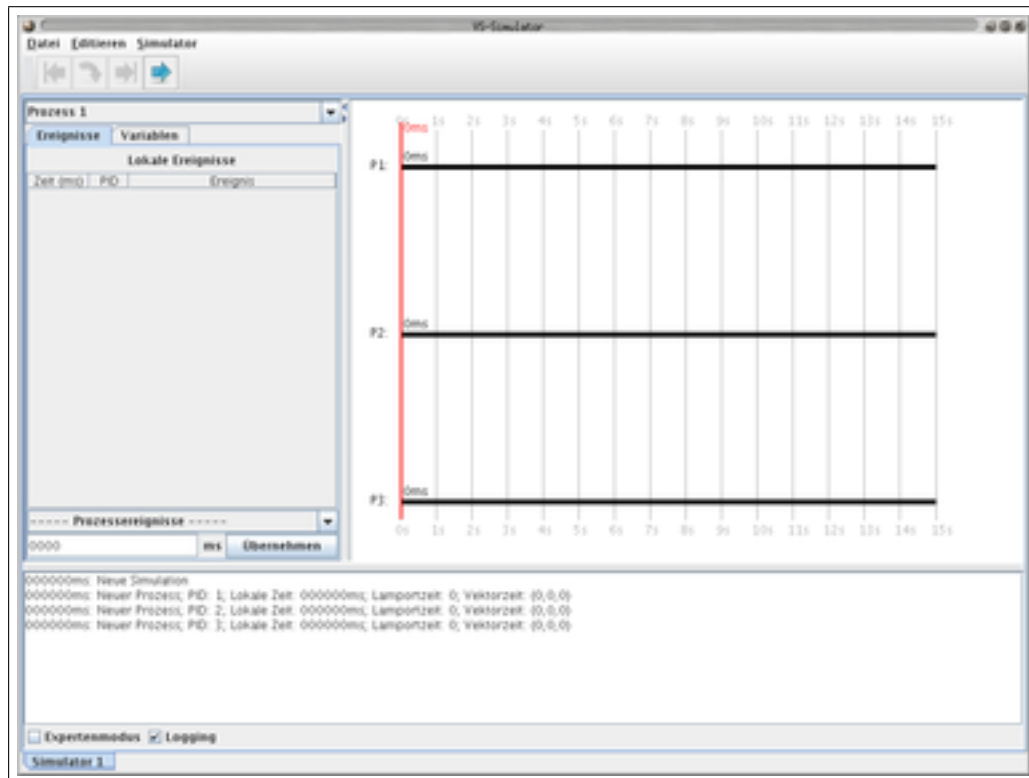 VS-Simulator
Datei Editieren Simulator
Prozess 1
Ereignisse Variablen
Lokale Ereignisse
Zeit (ms) PID Ereignis
----- Prozessereignisse -----
0000 ms Übernehmen
0s 1s 2s 3s 4s 5s 6s 7s 8s 9s 10s 11s 12s 13s 14s 15s
0ms
P1: 0ms
P2: 0ms
P3: 0ms
0s 1s 2s 3s 4s 5s 6s 7s 8s 9s 10s 11s 12s 13s 14s 15s
000000ms: Neue Simulation
000000ms: Neuer Prozess; PID: 1; Lokale Zeit: 000000ms; Lamportzeit: 0; Vektorzeit: (0,0,0)
000000ms: Neuer Prozess; PID: 2; Lokale Zeit: 000000ms; Lamportzeit: 0; Vektorzeit: (0,0,0)
000000ms: Neuer Prozess; PID: 3; Lokale Zeit: 000000ms; Lamportzeit: 0; Vektorzeit: (0,0,0)
Expertenmodus Logging
Simulator 1